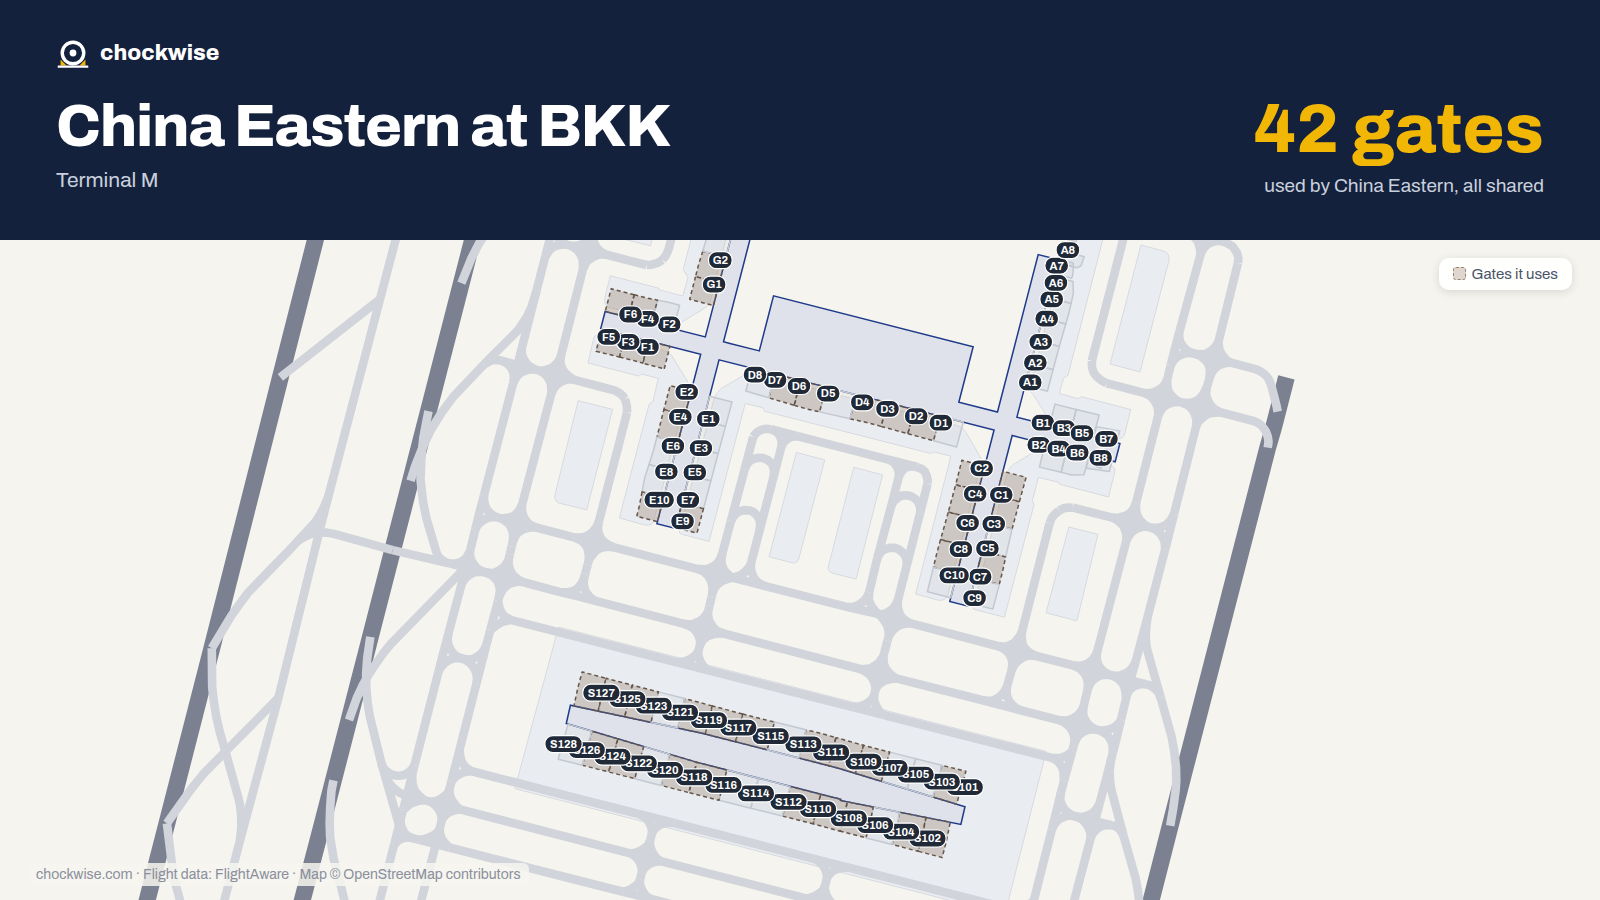 chockwise
China Eastern at BKK
Terminal M
42 gates
used by China Eastern, all shared
Gates it uses
A8
G2
A7
G1
A6
A5
F6
F4
F2
A4
F5
F3
F1
A3
A2
D8
D7
D6
D5
A1
E2
D4
D3
D2
D1
E4
E1
B1
B3
B5
B7
E6
E3
B2
B4
B6
B8
E8
E5
C2
E10
E7
C4
C1
E9
C6
C3
C8
C5
C10
C7
C9
S127
S125
S123
S121
S119
S117
S115
S113
S111
S109
S107
S105
S103
S101
S128
S126
S124
S122
S120
S118
S116
S114
S112
S110
S108
S106
S104
S102
chockwise.com · Flight data: FlightAware · Map © OpenStreetMap contributors